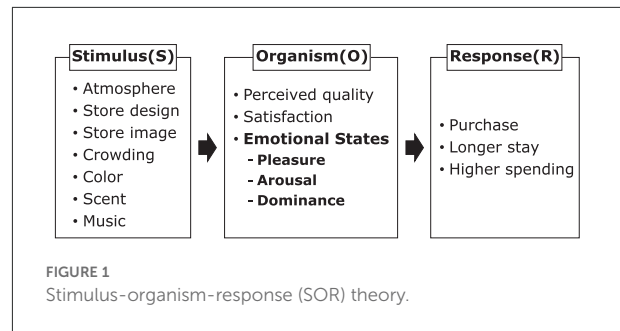 Stimulus(S)
• Atmosphere
• Store design
• Store image
• Crowding
• Color
• Scent
• Music
Organism(O)
• Perceived quality
• Satisfaction
• Emotional States
- Pleasure
- Arousal
- Dominance
Response(R)
• Purchase
• Longer stay
• Higher spending
FIGURE 1
Stimulus-organism-response (SOR) theory.